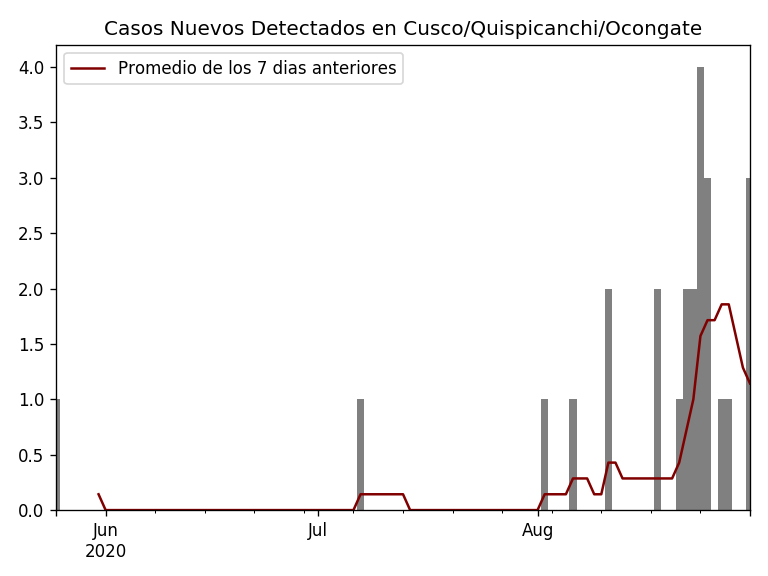 Casos Nuevos Detectados en Cusco/Quispicanchi/Ocongate
Promedio de los 7 dias anteriores
4.0
3.5
3.0
2.5
2.0
1.5
1.0
0.5
0.0
Jun
2020
Jul
Aug